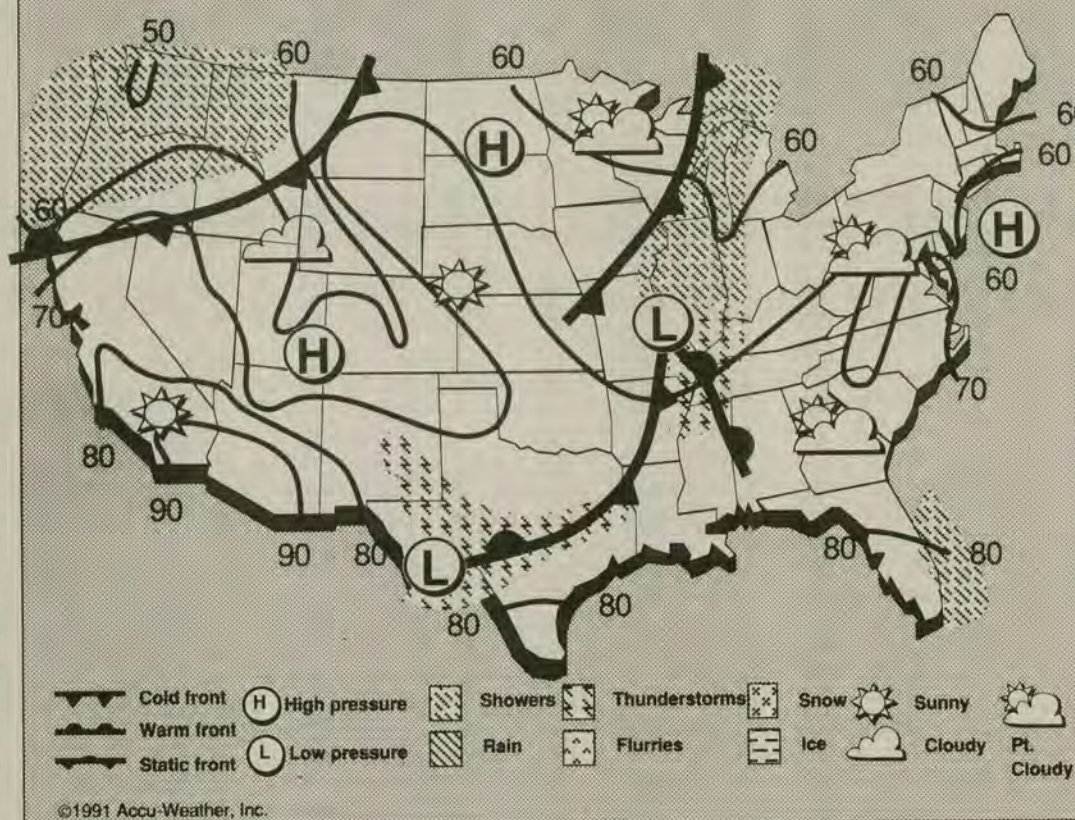 50
60
60
60
60
60
60
60
H
H
60
70
L
H
70
80
90
90
80
L
80
80
80
80
Cold front
H High pressure
Showers
Thunderstorms
Snow
Sunny
Pt.
Cloudy
Warm front
L Low pressure
Rain
Flurries
Ice
Cloudy
Static front
©1991 Accu-Weather, Inc.